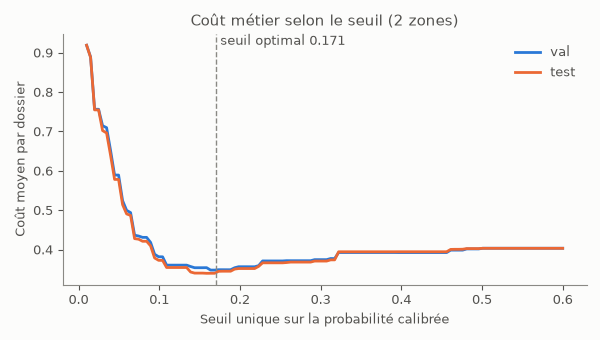 Coût métier selon le seuil (2 zones)
seuil optimal 0.171
val
test
0.9
0.8
0.7
0.6
0.5
0.4
Coût moyen par dossier
0.0 0.1 0.2 0.3 0.4 0.5 0.6
Seuil unique sur la probabilité calibrée